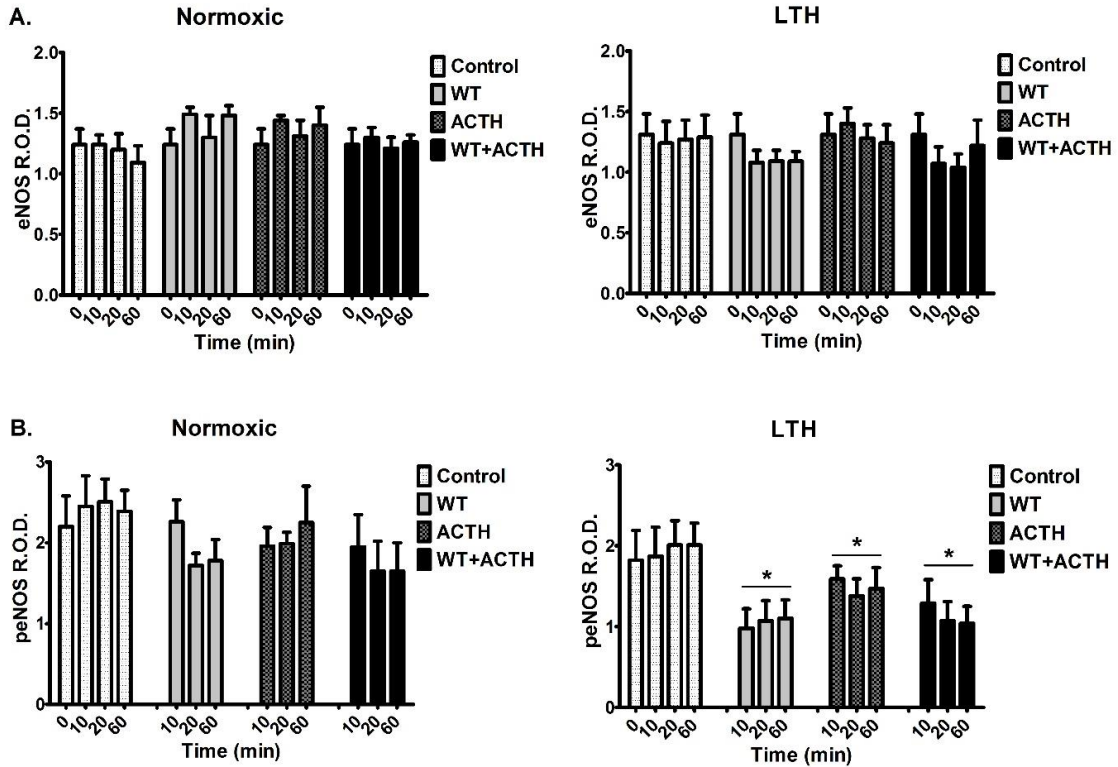 A.
Normoxic
2.0
1.5
1.0
0.5
0.0
eNOS R.O.D.
0 10 20 60 0 10 20 60 0 10 20 60 0 10 20 60
Time (min)
Control
WT
ACTH
WT+ACTH
LTH
2.0
1.5
1.0
0.5
0.0
eNOS R.O.D.
0 10 20 60 0 10 20 60 0 10 20 60 0 10 20 60
Time (min)
Control
WT
ACTH
WT+ACTH
B.
Normoxic
3
2
1
0
peNOS R.O.D.
0 10 20 60 10 20 60 10 20 60 10 20 60
Time (min)
Control
WT
ACTH
WT+ACTH
LTH
3
2
1
0
peNOS R.O.D.
* * *
0 10 20 60 10 20 60 10 20 60 10 20 60
Time (min)
Control
WT
ACTH
WT+ACTH